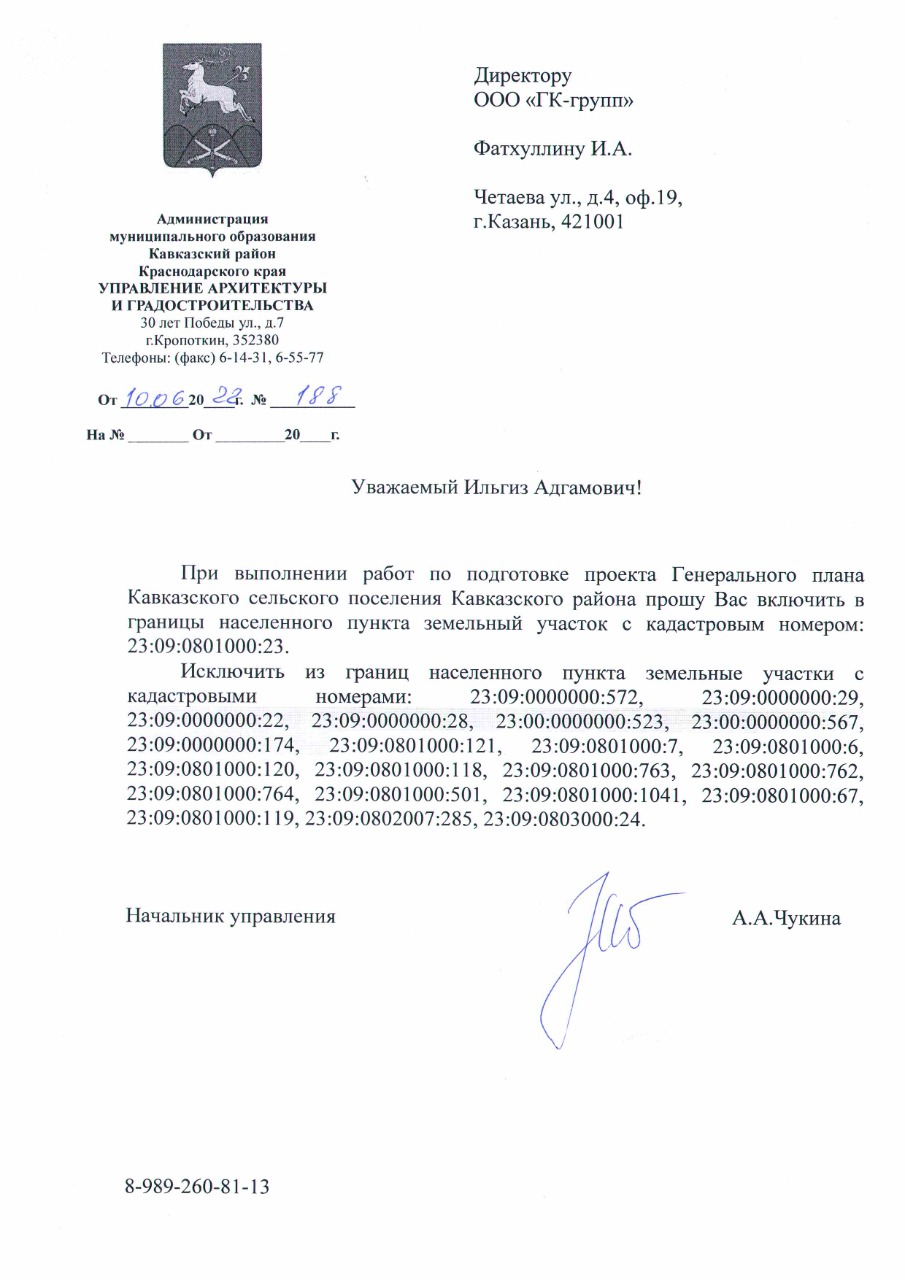 Директору
ООО «ГК-групп»
Фатхуллину И.А.
Четаева ул., д.4, оф.19,
г.Казань, 421001
Администрация
муниципального образования
Кавказский район
Краснодарского края
УПРАВЛЕНИЕ АРХИТЕКТУРЫ
И ГРАДОСТРОИТЕЛЬСТВА
30 лет Победы ул., д.7
г.Кропоткин, 352380
Телефоны: (факс) 6-14-31, 6-55-77
От 10.06 20 22 г. № 188
На № ________ От _________20____г.
Уважаемый Ильгиз Адгамович!
При выполнении работ по подготовке проекта Генерального плана
Кавказского сельского поселения Кавказского района прошу Вас включить в
границы населенного пункта земельный участок с кадастровым номером:
23:09:0801000:23.
Исключить из границ населенного пункта земельные участки с
кадастровыми номерами: 23:09:0000000:572, 23:09:0000000:29,
23:09:0000000:22, 23:09:0000000:28, 23:00:0000000:523, 23:00:0000000:567,
23:09:0000000:174, 23:09:0801000:121, 23:09:0801000:7, 23:09:0801000:6,
23:09:0801000:120, 23:09:0801000:118, 23:09:0801000:763, 23:09:0801000:762,
23:09:0801000:764, 23:09:0801000:501, 23:09:0801000:1041, 23:09:0801000:67,
23:09:0801000:119, 23:09:0802007:285, 23:09:0803000:24.
Начальник управления А.А.Чукина
8-989-260-81-13